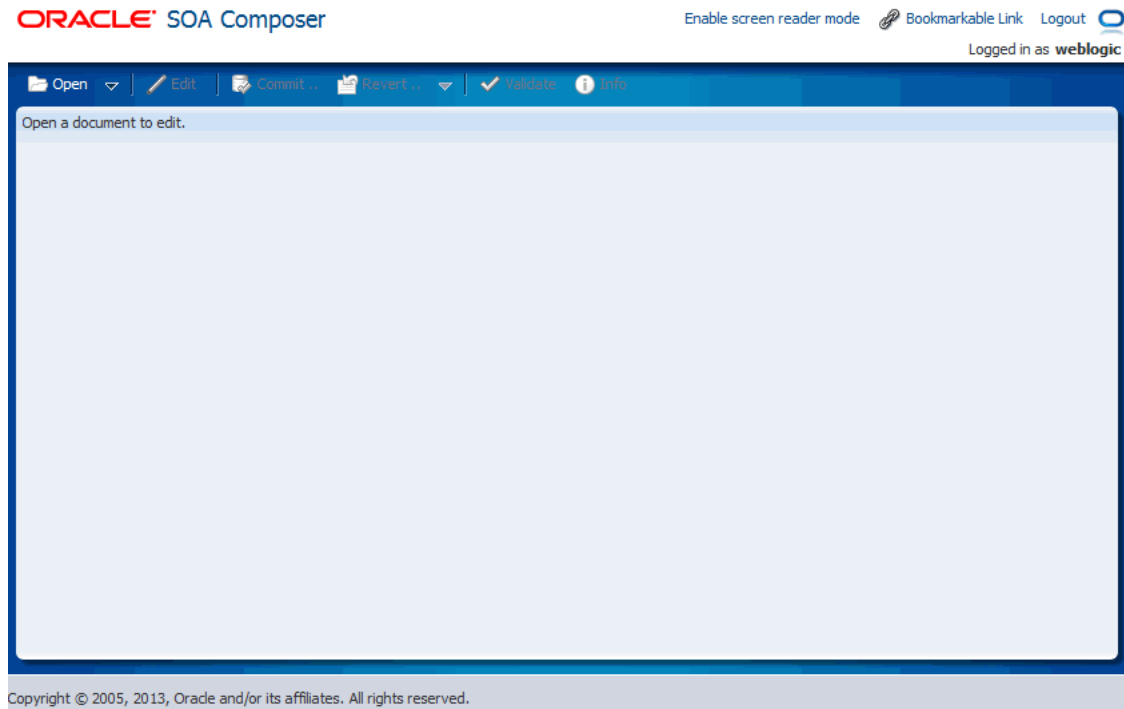 ORACLE SOA Composer
Enable screen reader mode Bookmarkable Link Logout
Logged in as weblogic
Open Edit Commit .. Revert .. Validate Info
Open a document to edit.
Copyright © 2005, 2013, Oracle and/or its affiliates. All rights reserved.